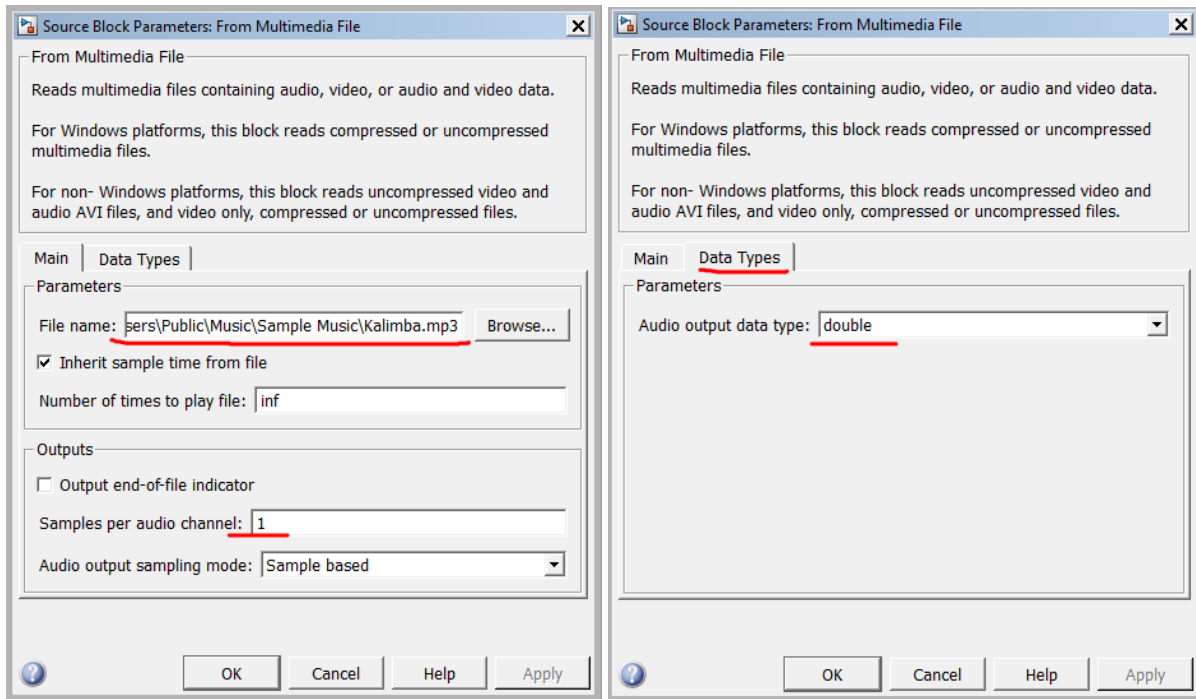 Source Block Parameters: From Multimedia File
From Multimedia File
Reads multimedia files containing audio, video, or audio and video data.
For Windows platforms, this block reads compressed or uncompressed
multimedia files.
For non- Windows platforms, this block reads uncompressed video and
audio AVI files, and video only, compressed or uncompressed files.
Main
Data Types
Parameters
File name: sers\Public\Music\Sample Music\Kalimba.mp3 Browse...
Inherit sample time from file
Number of times to play file: inf
Outputs
Output end-of-file indicator
Samples per audio channel: 1
Audio output sampling mode: Sample based
OK Cancel Help Apply
Source Block Parameters: From Multimedia File
From Multimedia File
Reads multimedia files containing audio, video, or audio and video data.
For Windows platforms, this block reads compressed or uncompressed
multimedia files.
For non- Windows platforms, this block reads uncompressed video and
audio AVI files, and video only, compressed or uncompressed files.
Main
Data Types
Parameters
Audio output data type: double
OK Cancel Help Apply